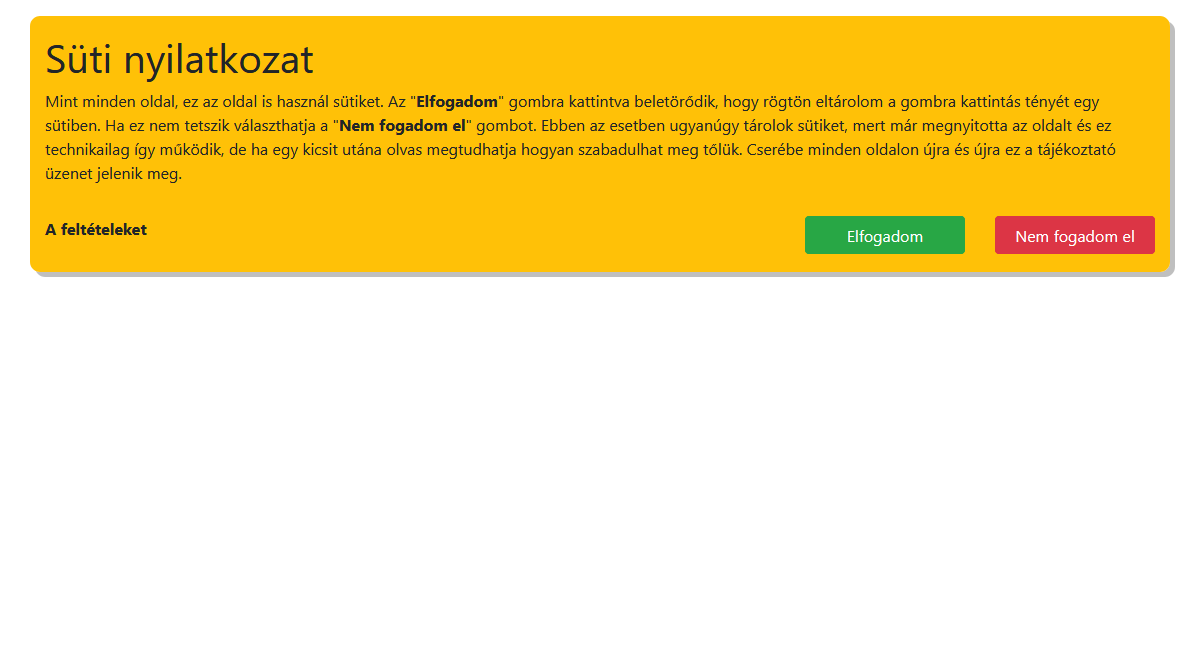 Süti nyilatkozat
Mint minden oldal, ez az oldal is használ sütiket. Az "Elfogadom" gombra kattintva beletörődik, hogy rögtön eltárolom a gombra kattintás tényét egy
sütiben. Ha ez nem tetszik választhatja a "Nem fogadom el" gombot. Ebben az esetben ugyanúgy tárolok sütiket, mert már megnyitotta az oldalt és ez
technikailag így működik, de ha egy kicsit utána olvas megtudhatja hogyan szabadulhat meg tőlük. Cserébe minden oldalon újra és újra ez a tájékoztató
üzenet jelenik meg.
A feltételeket
Elfogadom
Nem fogadom el